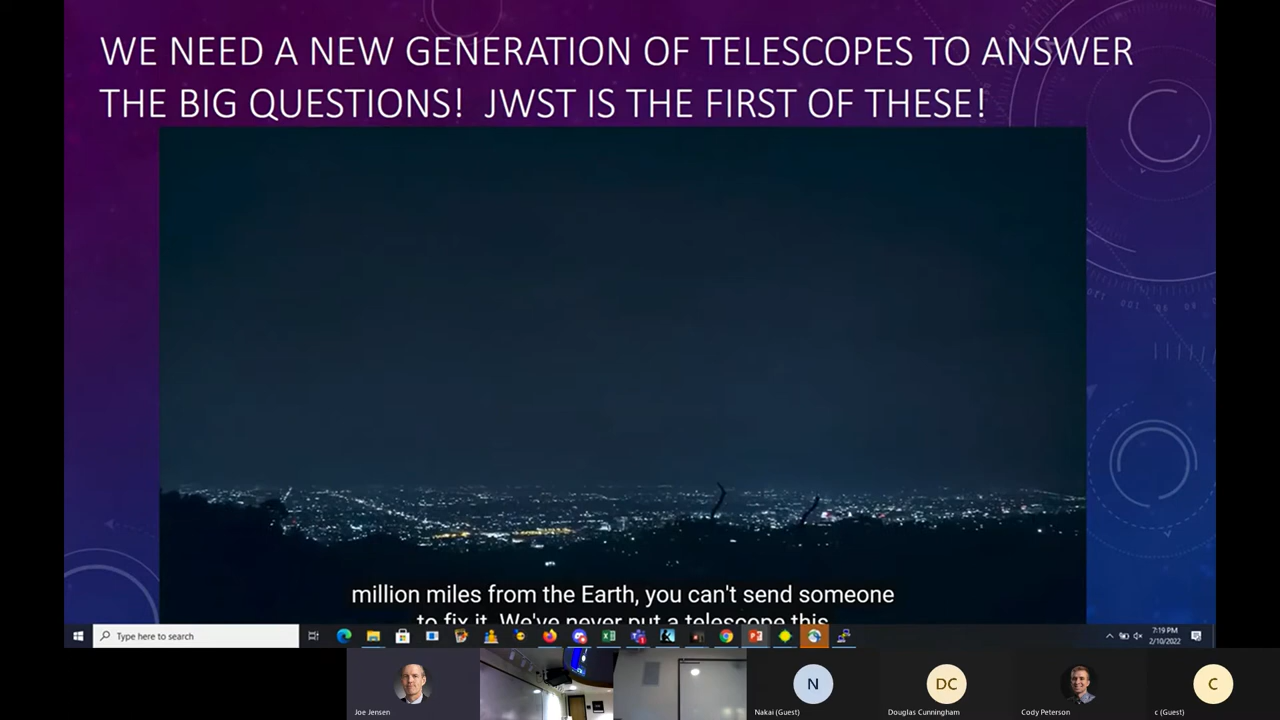 WE NEED A NEW GENERATION OF TELESCOPES TO ANSWER
THE BIG QUESTIONS! JWST IS THE FIRST OF THESE!
million miles from the Earth, you can't send someone
to fix it. We've never put a telescope this
Type here to search
7:19 PM
2/10/2022
N
DC
C
Joe Jensen
Nakai (Guest)
Douglas Cunningham
Cody Peterson
c (Guest)